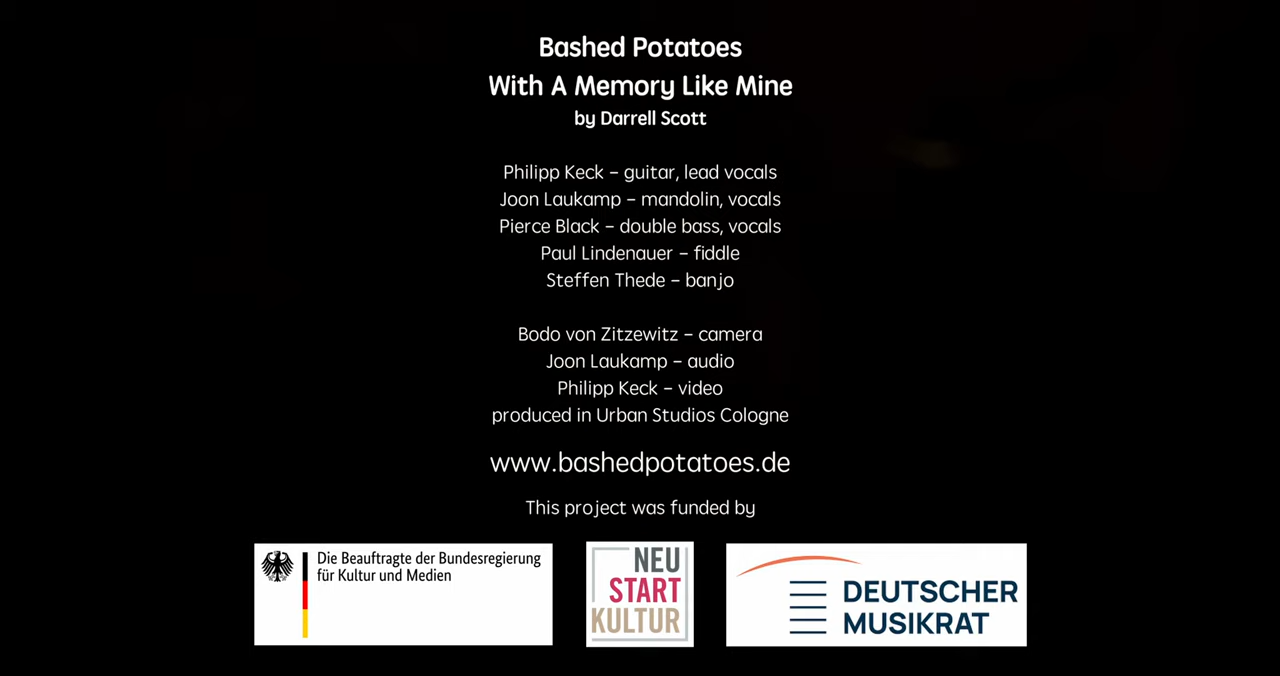 Bashed Potatoes
With A Memory Like Mine
by Darrell Scott
Philipp Keck – guitar, lead vocals
Joon Laukamp – mandolin, vocals
Pierce Black – double bass, vocals
Paul Lindenauer – fiddle
Steffen Thede – banjo
Bodo von Zitzewitz – camera
Joon Laukamp – audio
Philipp Keck – video
produced in Urban Studios Cologne
www.bashedpotatoes.de
This project was funded by
Die Beauftragte der Bundesregierung
für Kultur und Medien
NEU
START
KULTUR
DEUTSCHER
MUSIKRAT